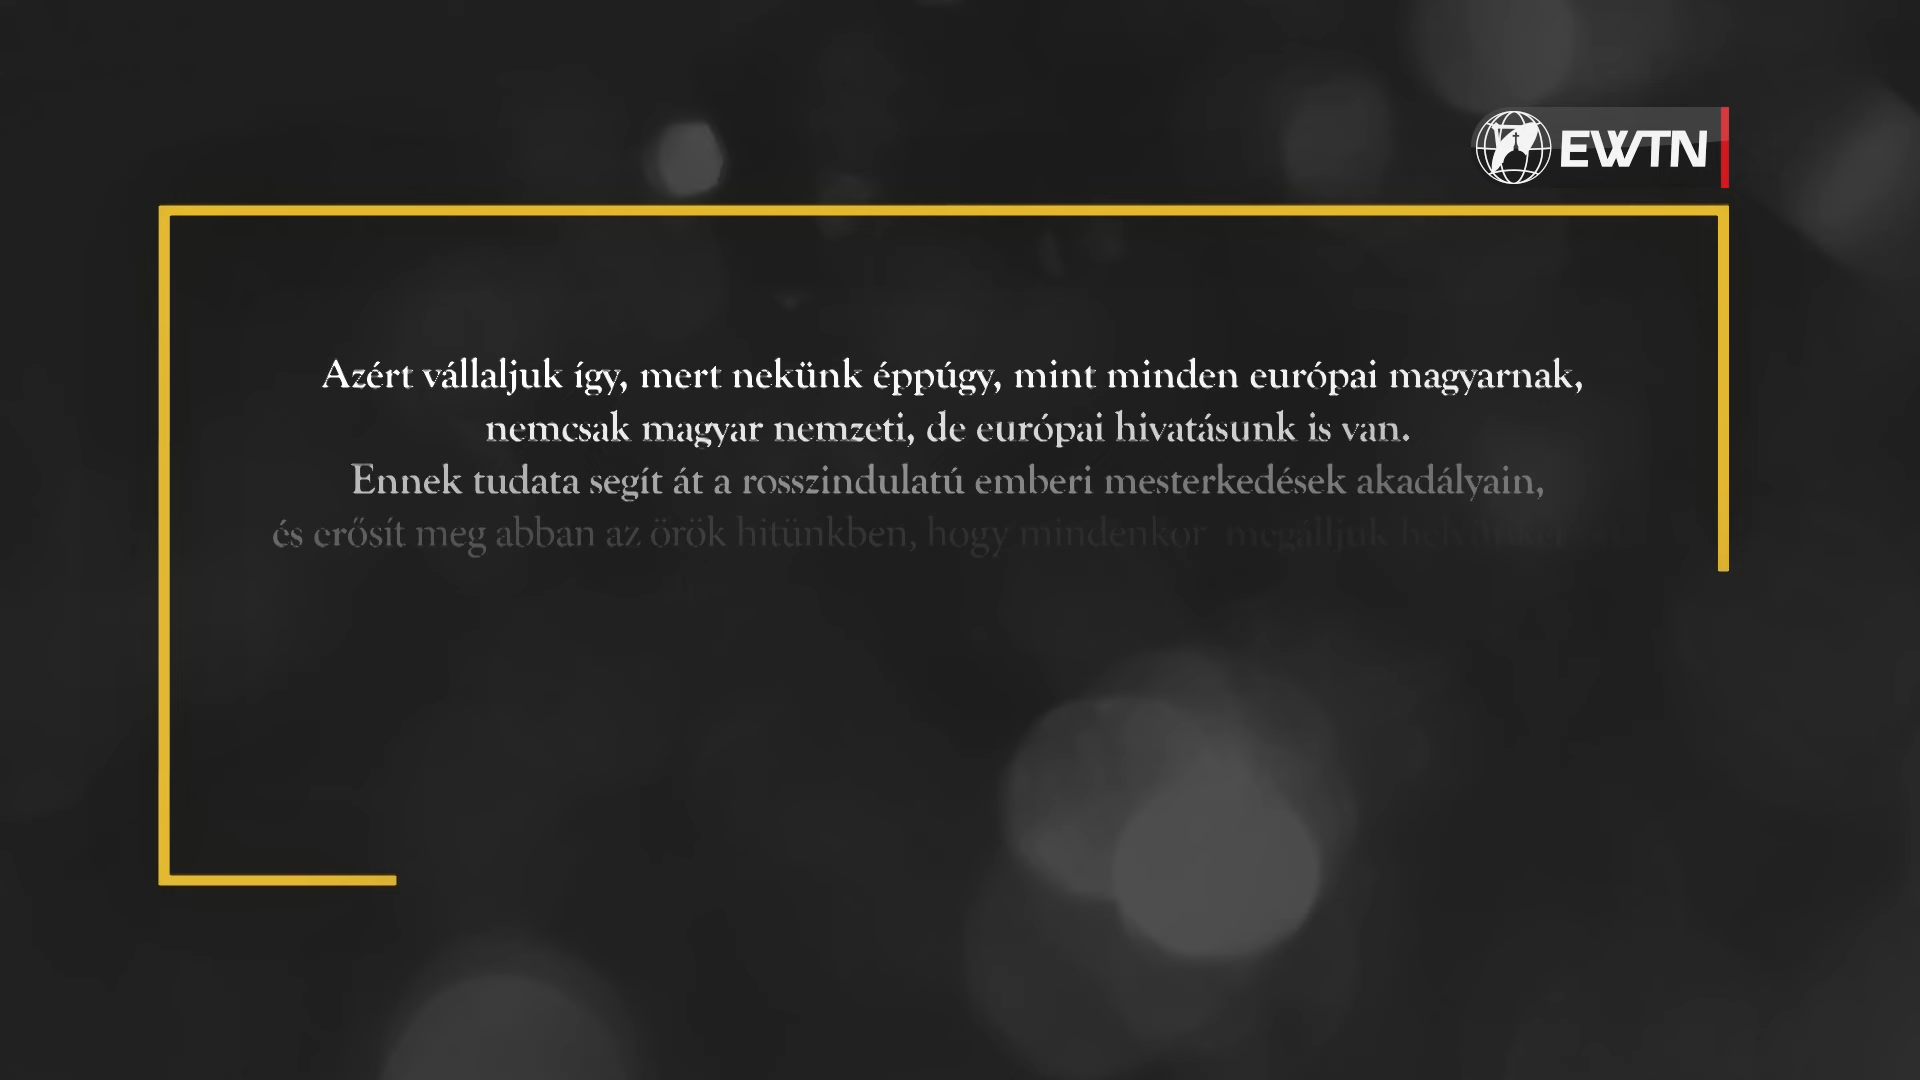 EWTN
Azért vállaljuk így, mert nekünk éppúgy, mint minden európai magyarnak,
nemcsak magyar nemzeti, de európai hivatásunk is van.
Ennek tudata segít át a rosszindulatú emberi mesterkedések akadályain,
és erősít meg abban az örök hitünkben, hogy mindenkor megálljuk